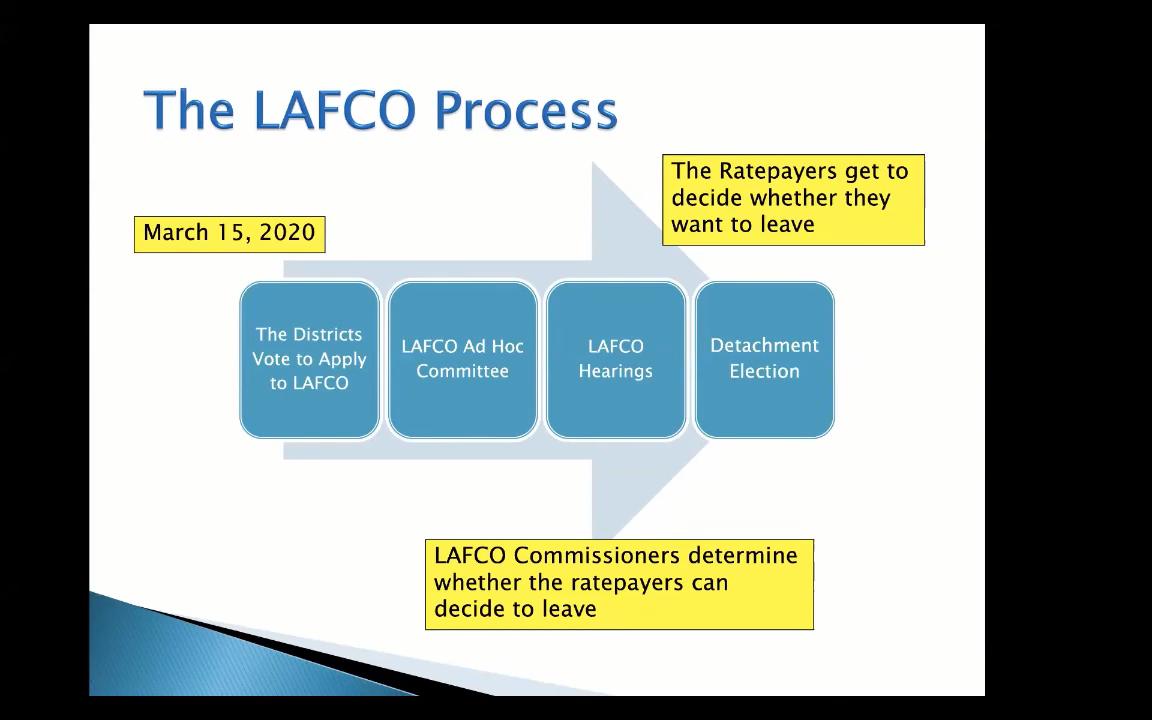 The LAFCO Process
The Ratepayers get to
decide whether they
want to leave
March 15, 2020
The Districts
Vote to Apply
to LAFCO
LAFCO Ad Hoc
Committee
LAFCO
Hearings
Detachment
Election
LAFCO Commissioners determine
whether the ratepayers can
decide to leave